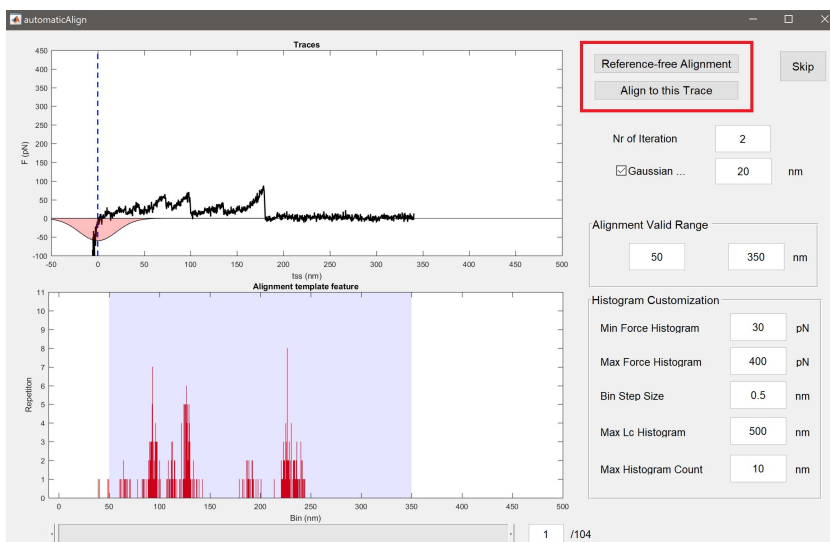 automaticAlign
Traces
450
400
350
300
250
200
150
100
50
0
-50
-100
F (pN)
-50 0 50 100 150 200 250 300 350 400 450 500
tss (nm)
Alignment template feature
11
10
9
8
7
6
5
4
3
2
1
0
Repetiton
0 50 100 150 200 250 300 350 400 450 500
Bin (nm)
1 /104
Reference-free Alignment
Skip
Align to this Trace
Nr of Iteration 2
Gaussian ... 20 nm
Alignment Valid Range
50 350 nm
Histogram Customization
Min Force Histogram 30 pN
Max Force Histogram 400 pN
Bin Step Size 0.5 nm
Max Lc Histogram 500 nm
Max Histogram Count 10 nm